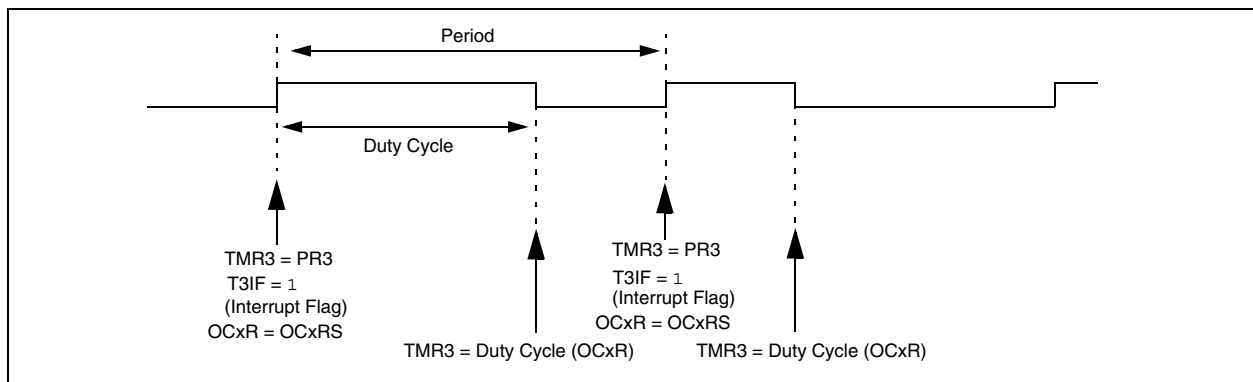 Period
Duty Cycle
TMR3 = PR3
T3IF = 1
(Interrupt Flag)
OCxR = OCxRS
TMR3 = Duty Cycle (OCxR)
TMR3 = PR3
T3IF = 1
(Interrupt Flag)
OCxR = OCxRS
TMR3 = Duty Cycle (OCxR)